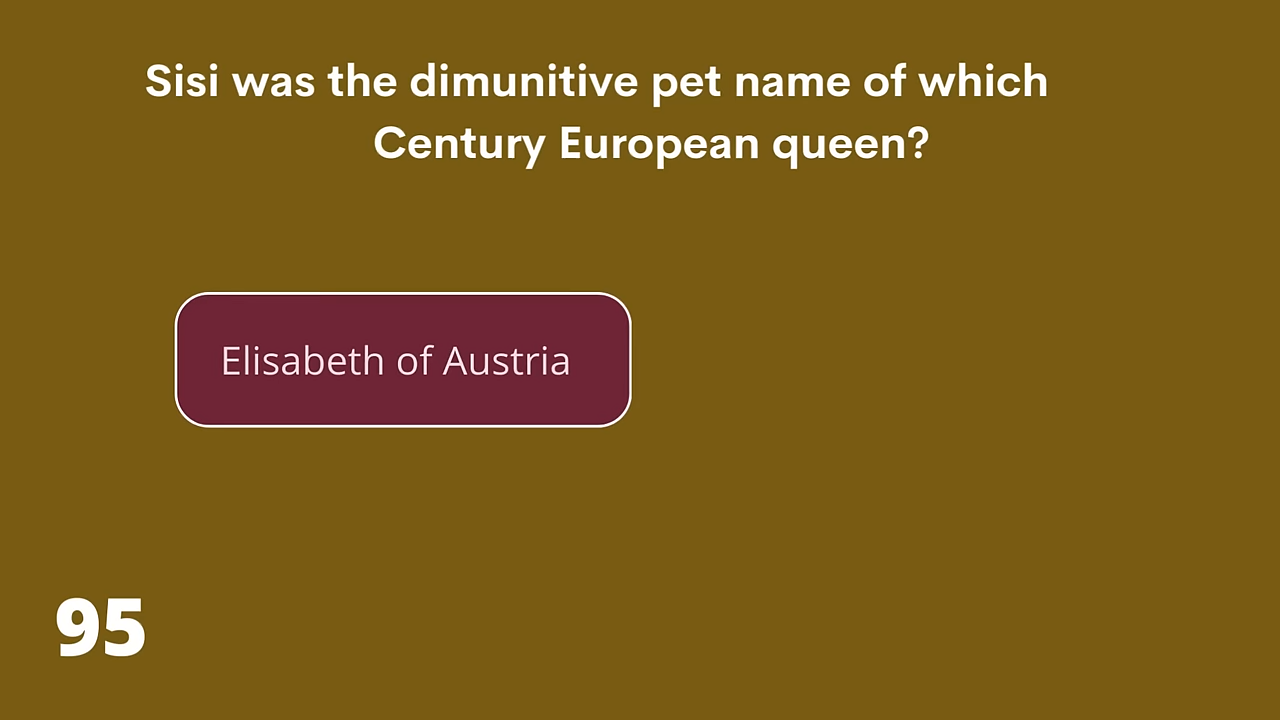 Sisi was the dimunitive pet name of which
Century European queen?
Elisabeth of Austria
95